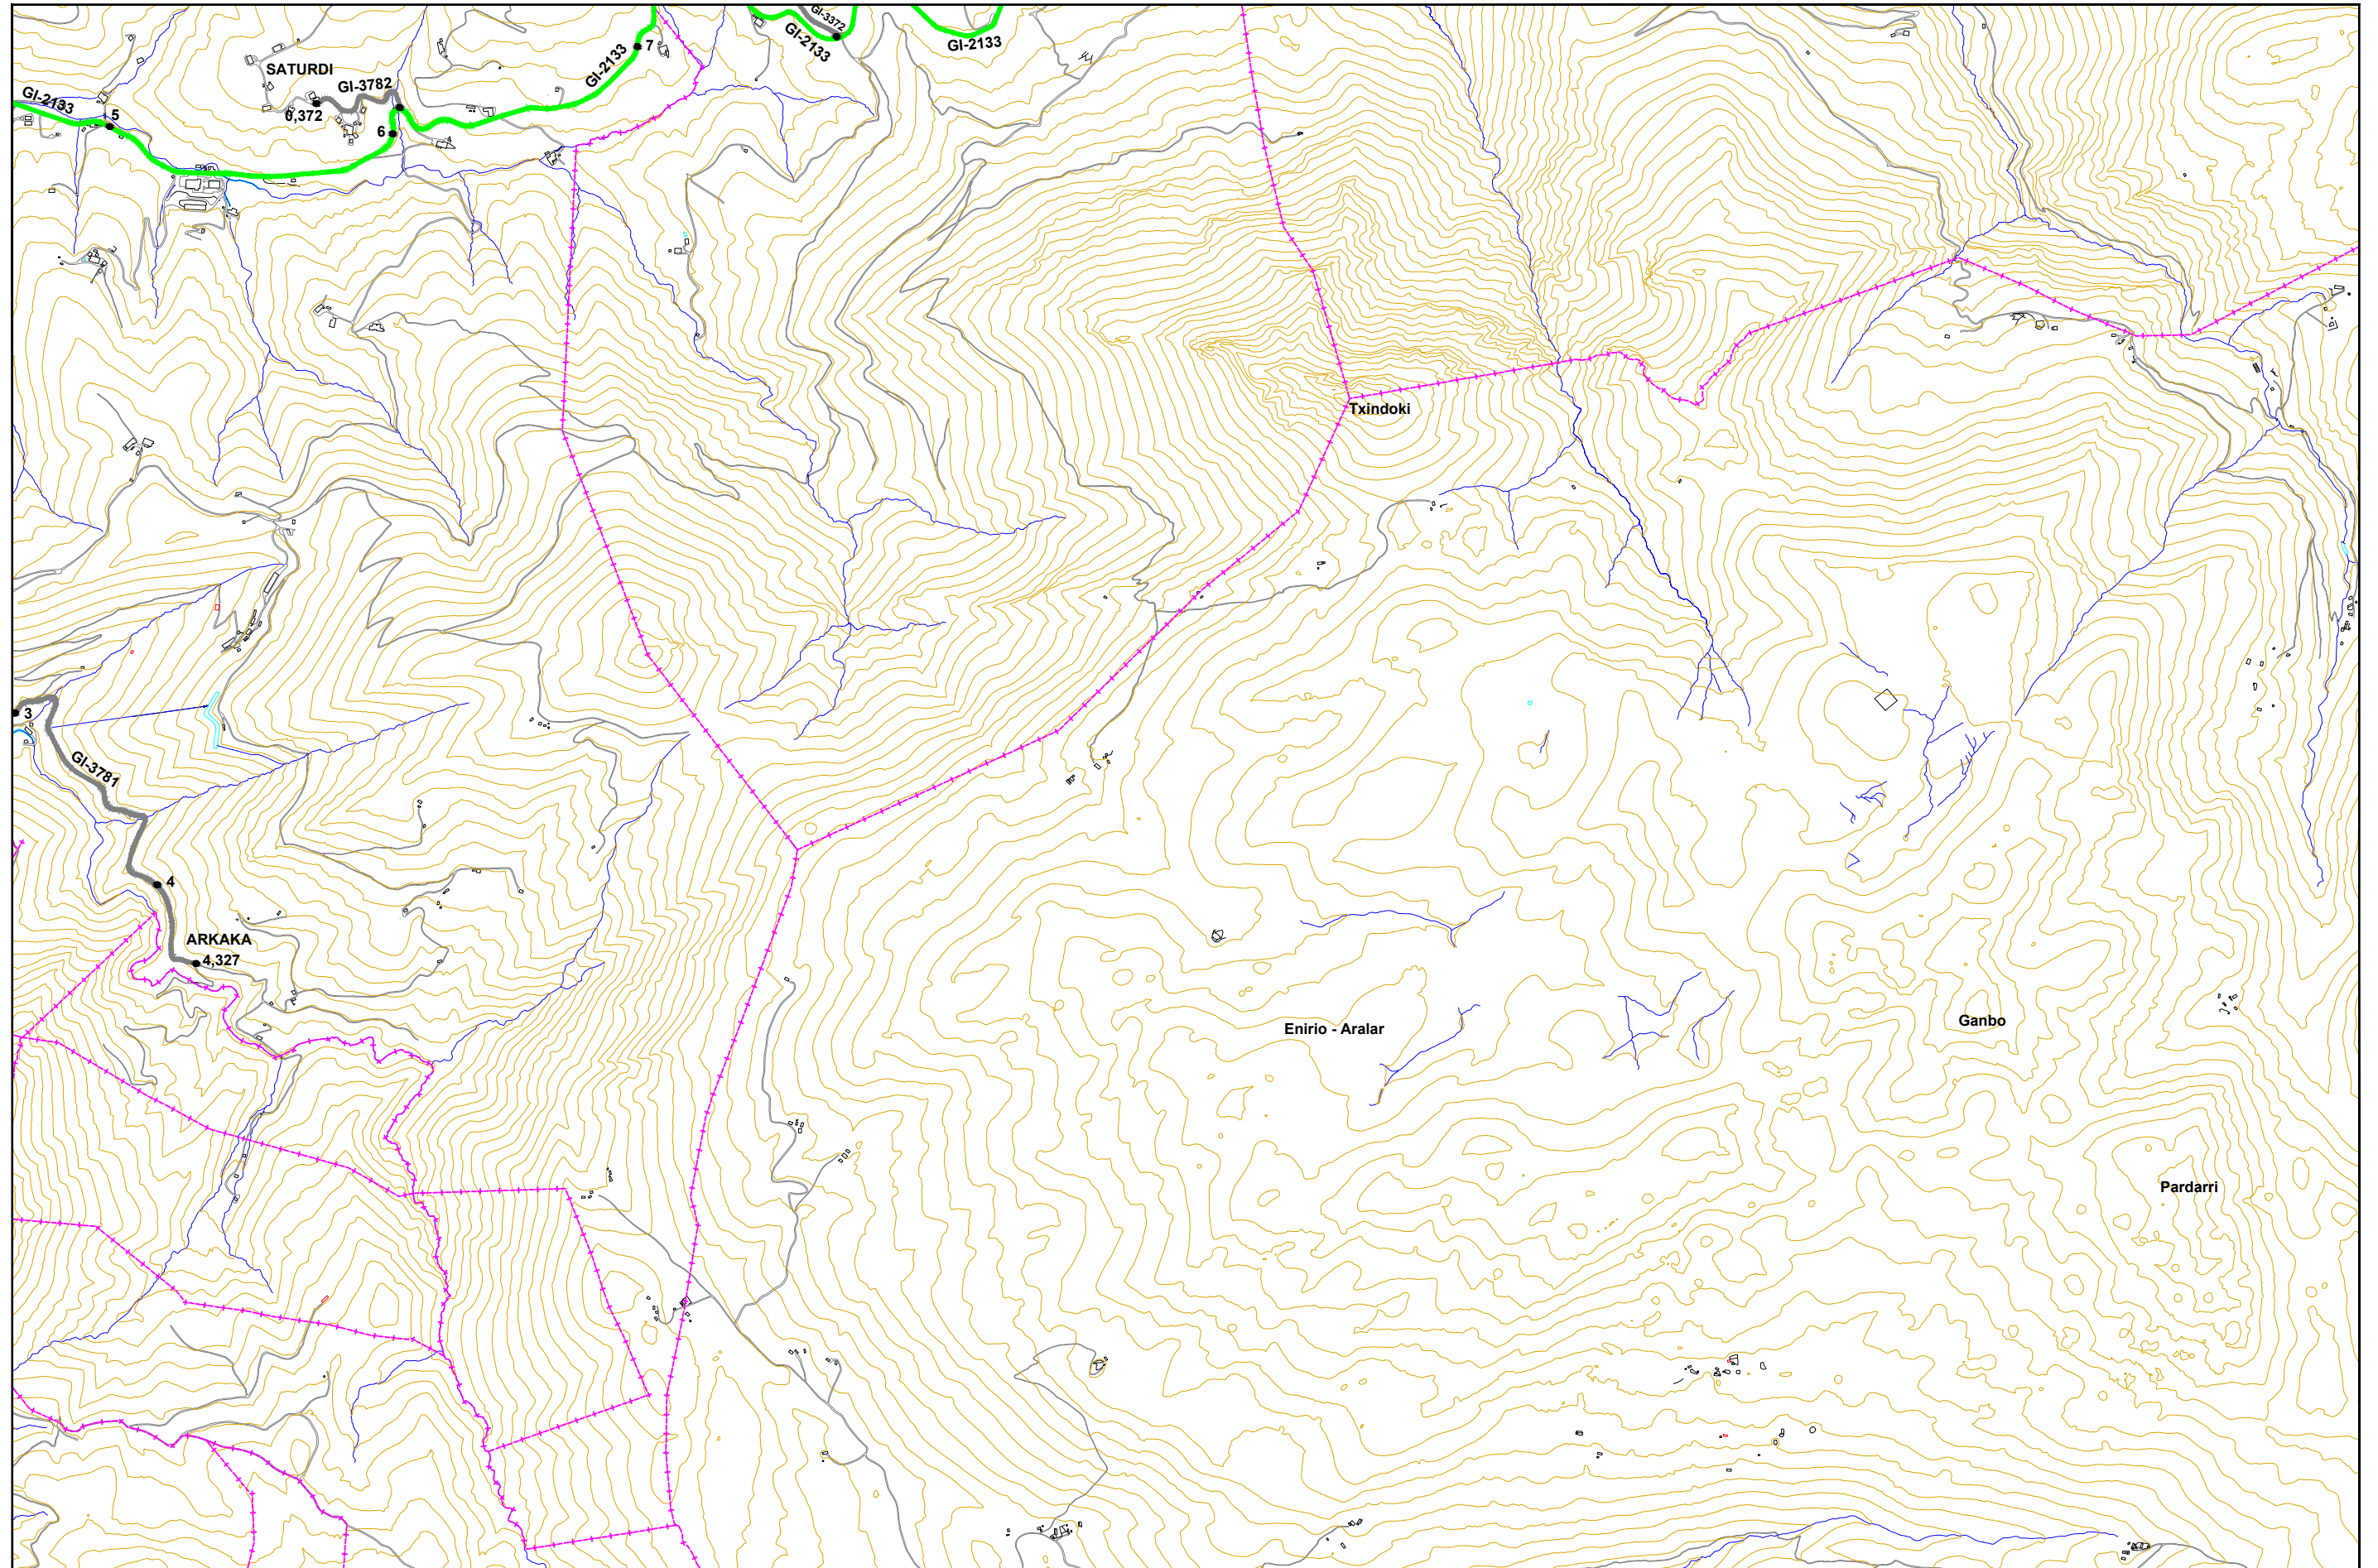 GI-3372
GI-2133
GI-2133
GI-2133
7
SATURDI
GI-3782
GI-2133
5
0,372
6
Txindoki
3
GI-3781
4
ARKAKA
4,327
Enirio - Aralar
Ganbo
Pardarri